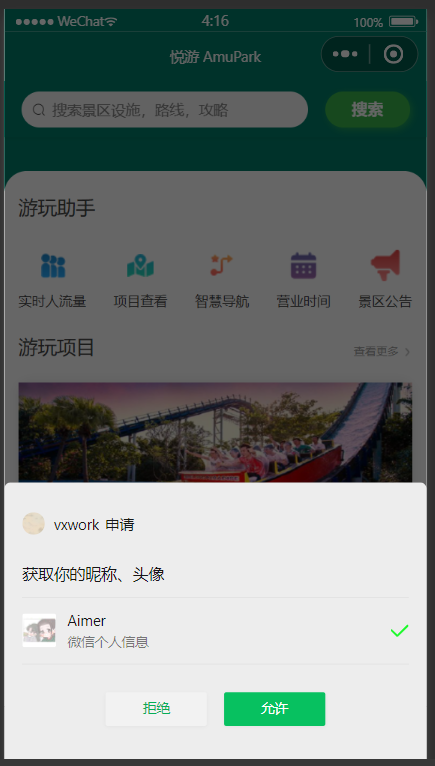 WeChat 4:16 100%
悦游 AmuPark
搜索景区设施，路线，攻略 搜索
游玩助手
实时人流量 项目查看 智慧导航 营业时间 景区公告
游玩项目 查看更多
vxwork 申请
获取你的昵称、头像
Aimer
微信个人信息
拒绝 允许